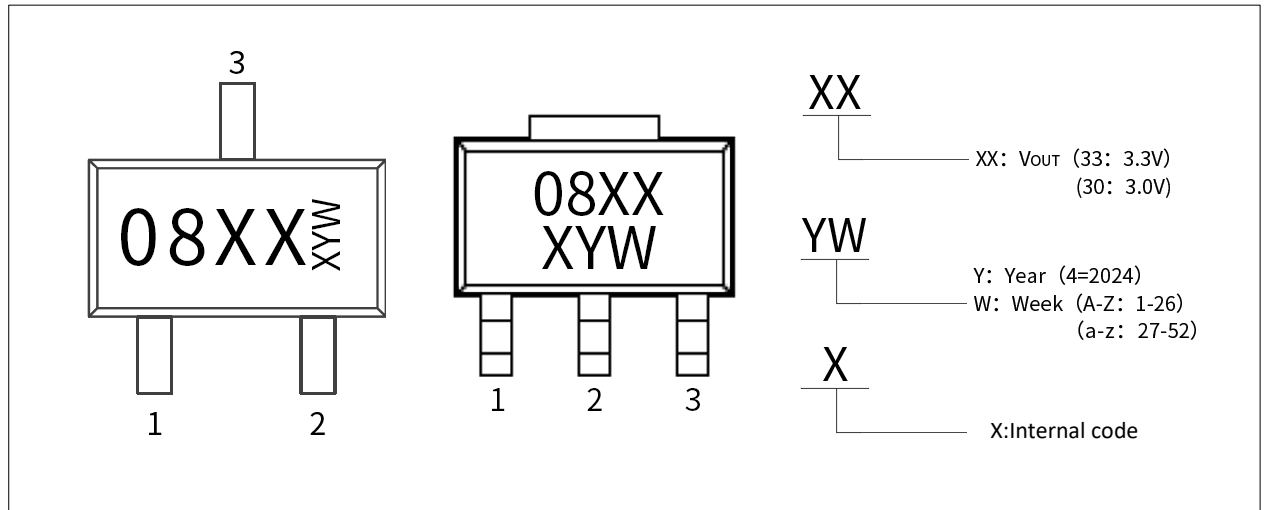 3
08XX XYW
1 2
08XX
XYW
1 2 3
XX
XX：VOUT（33：3.3V）
（30：3.0V)
YW
Y：Year（4=2024）
W：Week（A-Z：1-26）
（a-z：27-52）
X
X:Internal code